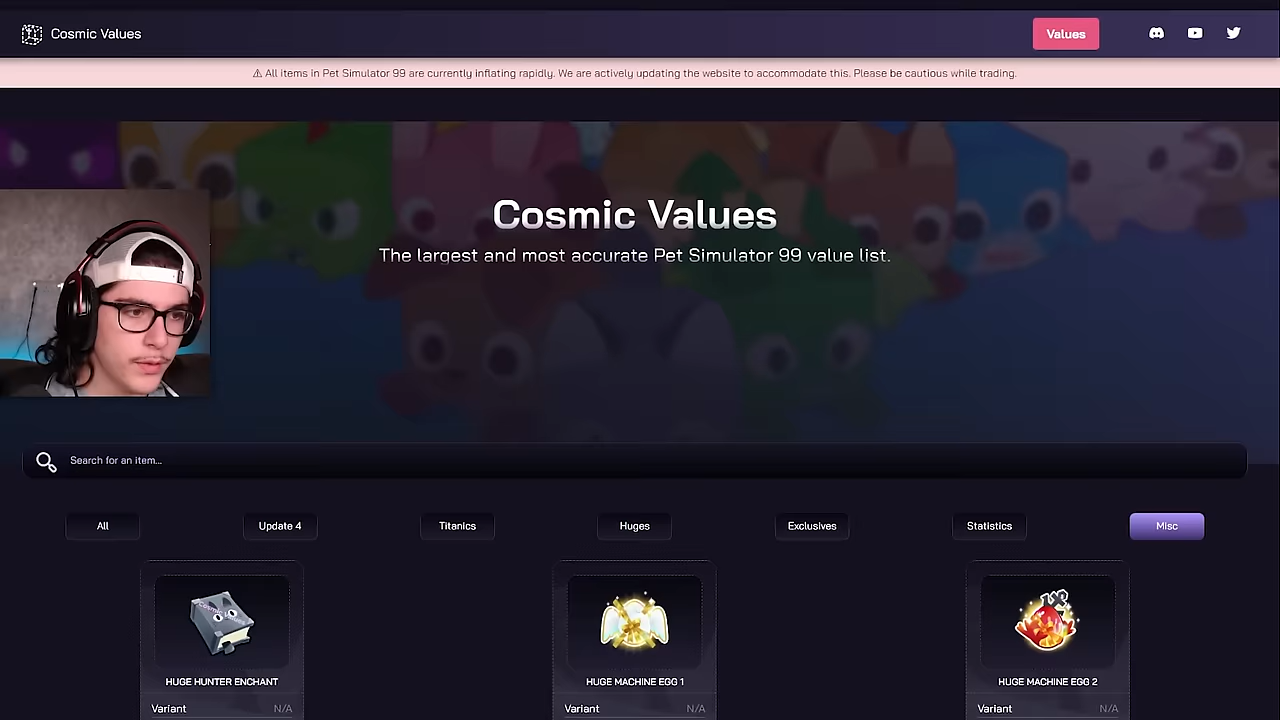 Cosmic Values
Values
⚠ All items in Pet Simulator 99 are currently inflating rapidly. We are actively updating the website to accommodate this. Please be cautious while trading.
Cosmic Values
The largest and most accurate Pet Simulator 99 value list.
Search for an item...
All
Update 4
Titanics
Huges
Exclusives
Statistics
Misc
HUGE HUNTER ENCHANT
HUGE MACHINE EGG 1
HUGE MACHINE EGG 2
Variant N/A
Variant N/A
Variant N/A